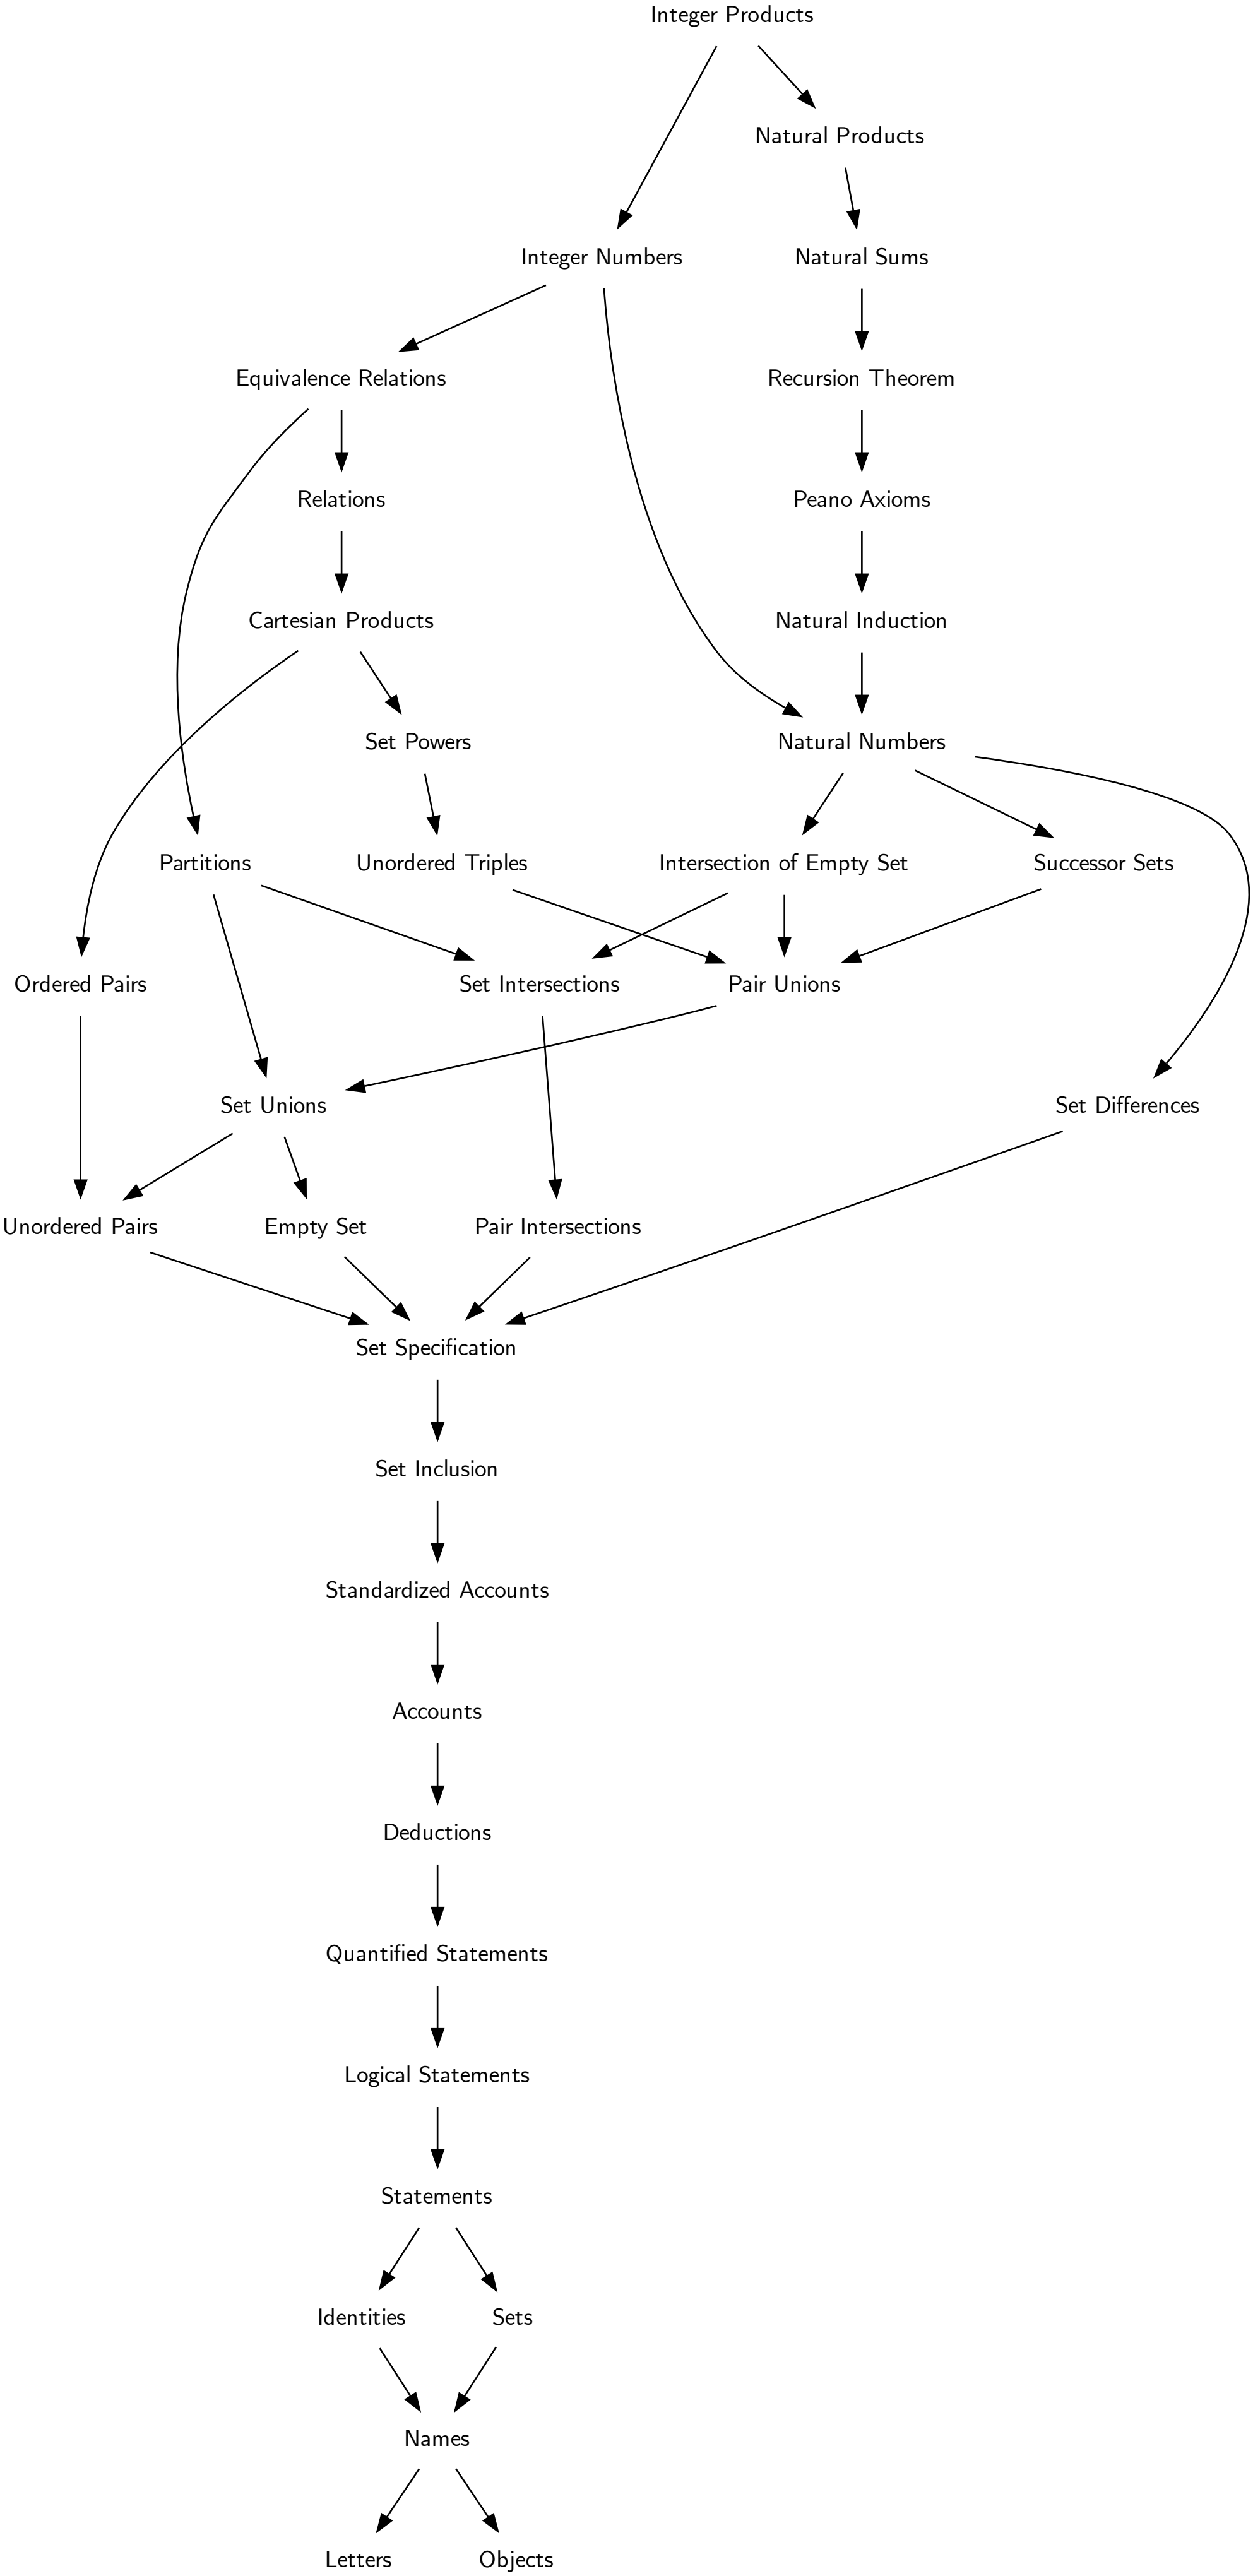 Integer Products
Natural Products
Integer Numbers
Natural Sums
Equivalence Relations
Recursion Theorem
Relations
Peano Axioms
Cartesian Products
Natural Induction
Set Powers
Natural Numbers
Partitions
Unordered Triples
Intersection of Empty Set
Successor Sets
Ordered Pairs
Set Intersections
Pair Unions
Set Unions
Set Differences
Unordered Pairs
Empty Set
Pair Intersections
Set Specification
Set Inclusion
Standardized Accounts
Accounts
Deductions
Quantified Statements
Logical Statements
Statements
Identities
Sets
Names
Letters
Objects